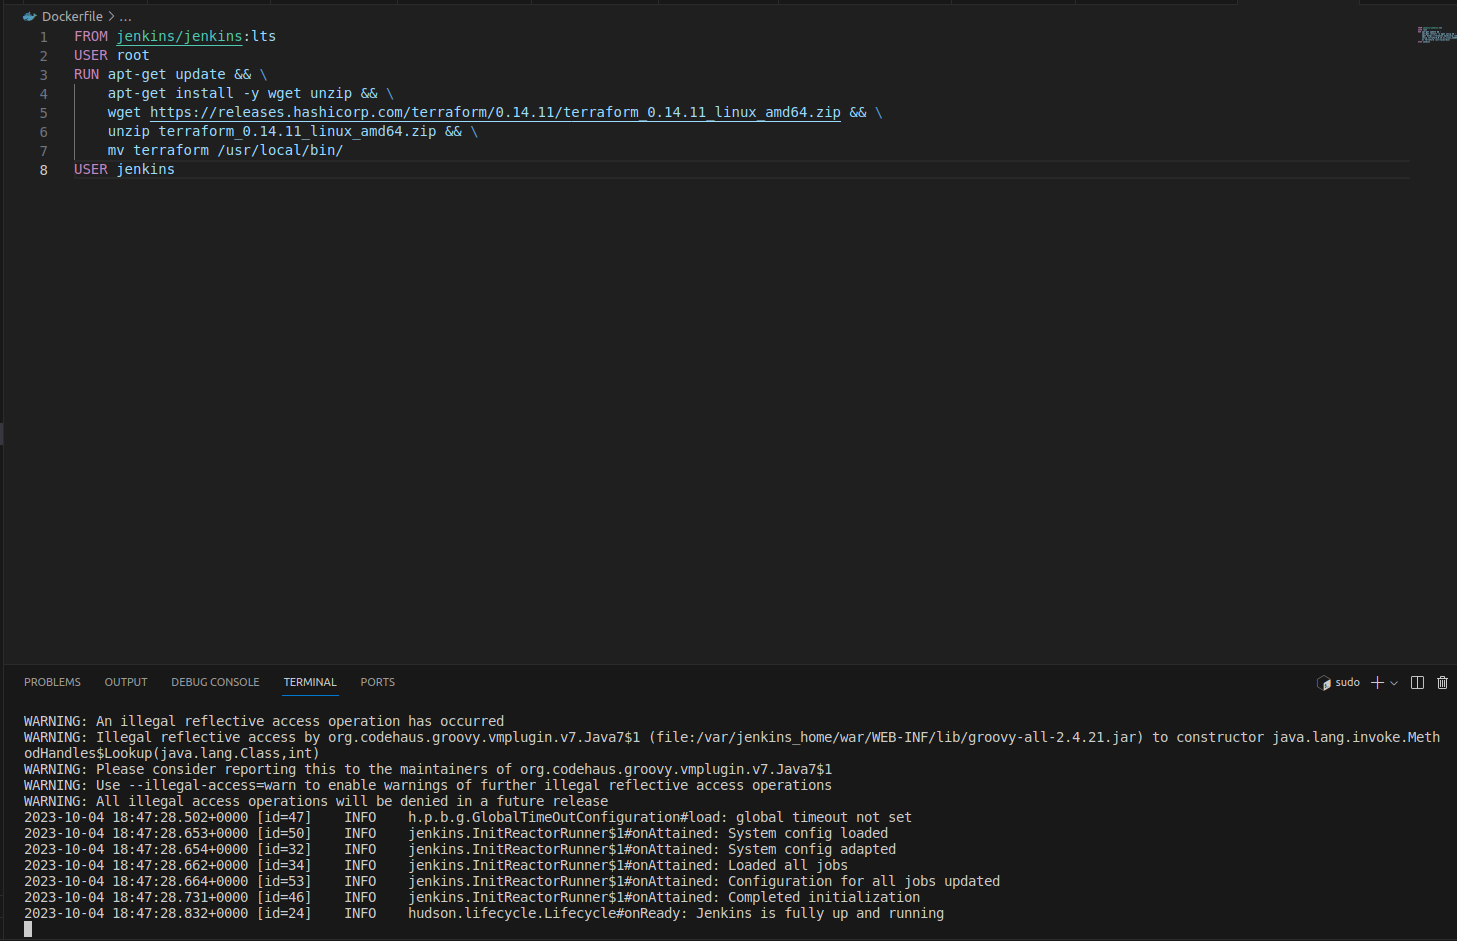 Dockerfile > ...
1 FROM jenkins/jenkins:lts
2 USER root
3 RUN apt-get update && \
4 apt-get install -y wget unzip && \
5 wget https://releases.hashicorp.com/terraform/0.14.11/terraform_0.14.11_linux_amd64.zip && \
6 unzip terraform_0.14.11_linux_amd64.zip && \
7 mv terraform /usr/local/bin/
8 USER jenkins
PROBLEMS OUTPUT DEBUG CONSOLE TERMINAL PORTS sudo
WARNING: An illegal reflective access operation has occurred
WARNING: Illegal reflective access by org.codehaus.groovy.vmplugin.v7.Java7$1 (file:/var/jenkins_home/war/WEB-INF/lib/groovy-all-2.4.21.jar) to constructor java.lang.invoke.Meth
odHandles$Lookup(java.lang.Class,int)
WARNING: Please consider reporting this to the maintainers of org.codehaus.groovy.vmplugin.v7.Java7$1
WARNING: Use --illegal-access=warn to enable warnings of further illegal reflective access operations
WARNING: All illegal access operations will be denied in a future release
2023-10-04 18:47:28.502+0000 [id=47] INFO h.p.b.g.GlobalTimeOutConfiguration#load: global timeout not set
2023-10-04 18:47:28.653+0000 [id=50] INFO jenkins.InitReactorRunner$1#onAttained: System config loaded
2023-10-04 18:47:28.654+0000 [id=32] INFO jenkins.InitReactorRunner$1#onAttained: System config adapted
2023-10-04 18:47:28.662+0000 [id=34] INFO jenkins.InitReactorRunner$1#onAttained: Loaded all jobs
2023-10-04 18:47:28.664+0000 [id=53] INFO jenkins.InitReactorRunner$1#onAttained: Configuration for all jobs updated
2023-10-04 18:47:28.731+0000 [id=46] INFO jenkins.InitReactorRunner$1#onAttained: Completed initialization
2023-10-04 18:47:28.832+0000 [id=24] INFO hudson.lifecycle.Lifecycle#onReady: Jenkins is fully up and running